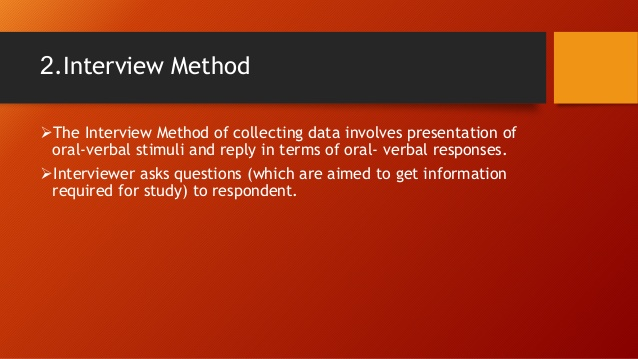 2.Interview Method
➢The Interview Method of collecting data involves presentation of
oral-verbal stimuli and reply in terms of oral- verbal responses.
➢Interviewer asks questions (which are aimed to get information
required for study) to respondent.